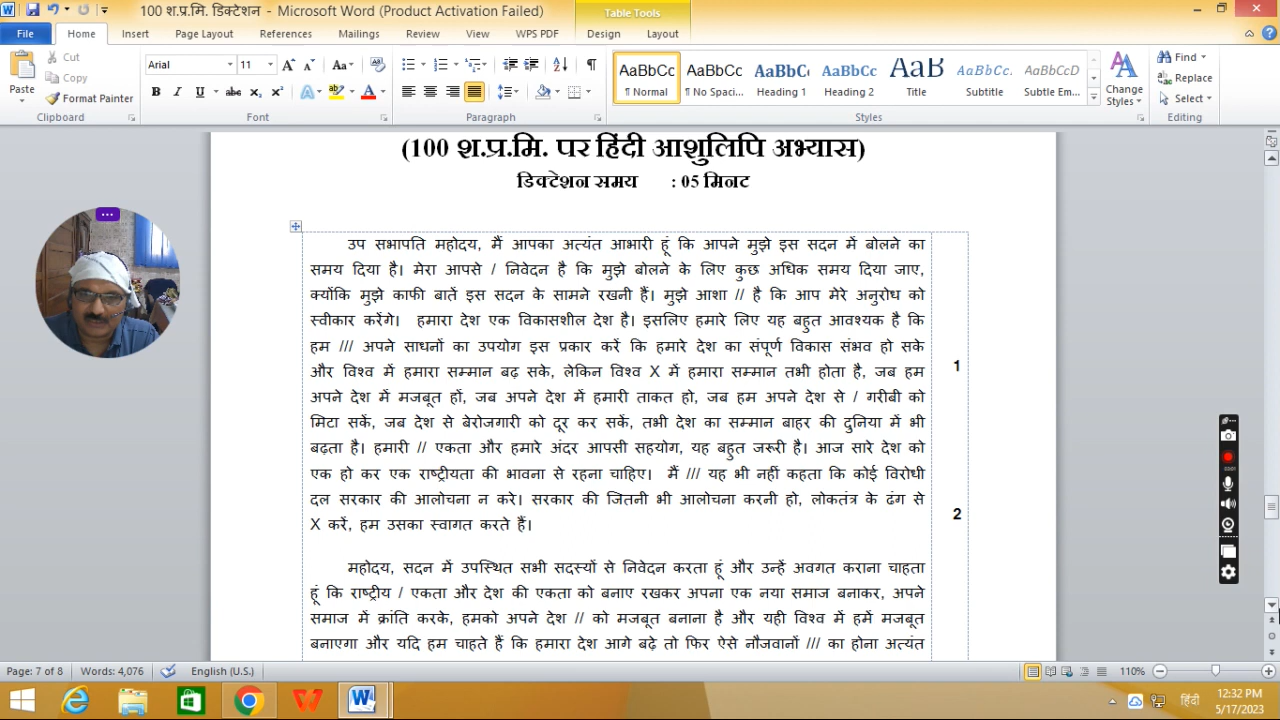 100 श.प्र.मि. डिक्टेशन - Microsoft Word (Product Activation Failed)
Table Tools
File Home Insert Page Layout References Mailings Review View WPS PDF Design Layout
Paste
Cut
Copy
Format Painter
Arial 11
Clipboard Font Paragraph Styles Editing
AaBbCc ¶ Normal
AaBbCc ¶ No Spaci...
AaBbCc Heading 1
AaBbCc Heading 2
AaB Title
AaBbCc. Subtitle
AaBbCcD Subtle Em...
Change Styles
Find
Replace
Select
(100 श.प्र.मि. पर हिंदी आशुलिपि अभ्यास)
डिक्टेशन समय : 05 मिनट
उप सभापति महोदय, मैं आपका अत्यंत आभारी हूं कि आपने मुझे इस सदन में बोलने का
समय दिया है। मेरा आपसे / निवेदन है कि मुझे बोलने के लिए कुछ अधिक समय दिया जाए,
क्योंकि मुझे काफी बातें इस सदन के सामने रखनी हैं। मुझे आशा // है कि आप मेरे अनुरोध को
स्वीकार करेंगे। हमारा देश एक विकासशील देश है। इसलिए हमारे लिए यह बहुत आवश्यक है कि
हम /// अपने साधनों का उपयोग इस प्रकार करें कि हमारे देश का संपूर्ण विकास संभव हो सके
और विश्व में हमारा सम्मान बढ़ सके, लेकिन विश्व X में हमारा सम्मान तभी होता है, जब हम 1
अपने देश में मजबूत हों, जब अपने देश में हमारी ताकत हो, जब हम अपने देश से / गरीबी को
मिटा सकें, जब देश से बेरोजगारी को दूर कर सकें, तभी देश का सम्मान बाहर की दुनिया में भी
बढ़ता है। हमारी // एकता और हमारे अंदर आपसी सहयोग, यह बहुत जरूरी है। आज सारे देश को
एक हो कर एक राष्ट्रीयता की भावना से रहना चाहिए। मैं /// यह भी नहीं कहता कि कोई विरोधी
दल सरकार की आलोचना न करे। सरकार की जितनी भी आलोचना करनी हो, लोकतंत्र के ढंग से
X करें, हम उसका स्वागत करते हैं। 2
महोदय, सदन में उपस्थित सभी सदस्यों से निवेदन करता हूं और उन्हें अवगत कराना चाहता
हूं कि राष्ट्रीय / एकता और देश की एकता को बनाए रखकर अपना एक नया समाज बनाकर, अपने
समाज में क्रांति करके, हमको अपने देश // को मजबूत बनाना है और यही विश्व में हमें मजबूत
बनाएगा और यदि हम चाहते हैं कि हमारा देश आगे बढ़े तो फिर ऐसे नौजवानों /// का होना अत्यंत
Page: 7 of 8 Words: 4,076 English (U.S.) 110%
हिंदी
12:32 PM
5/17/2023